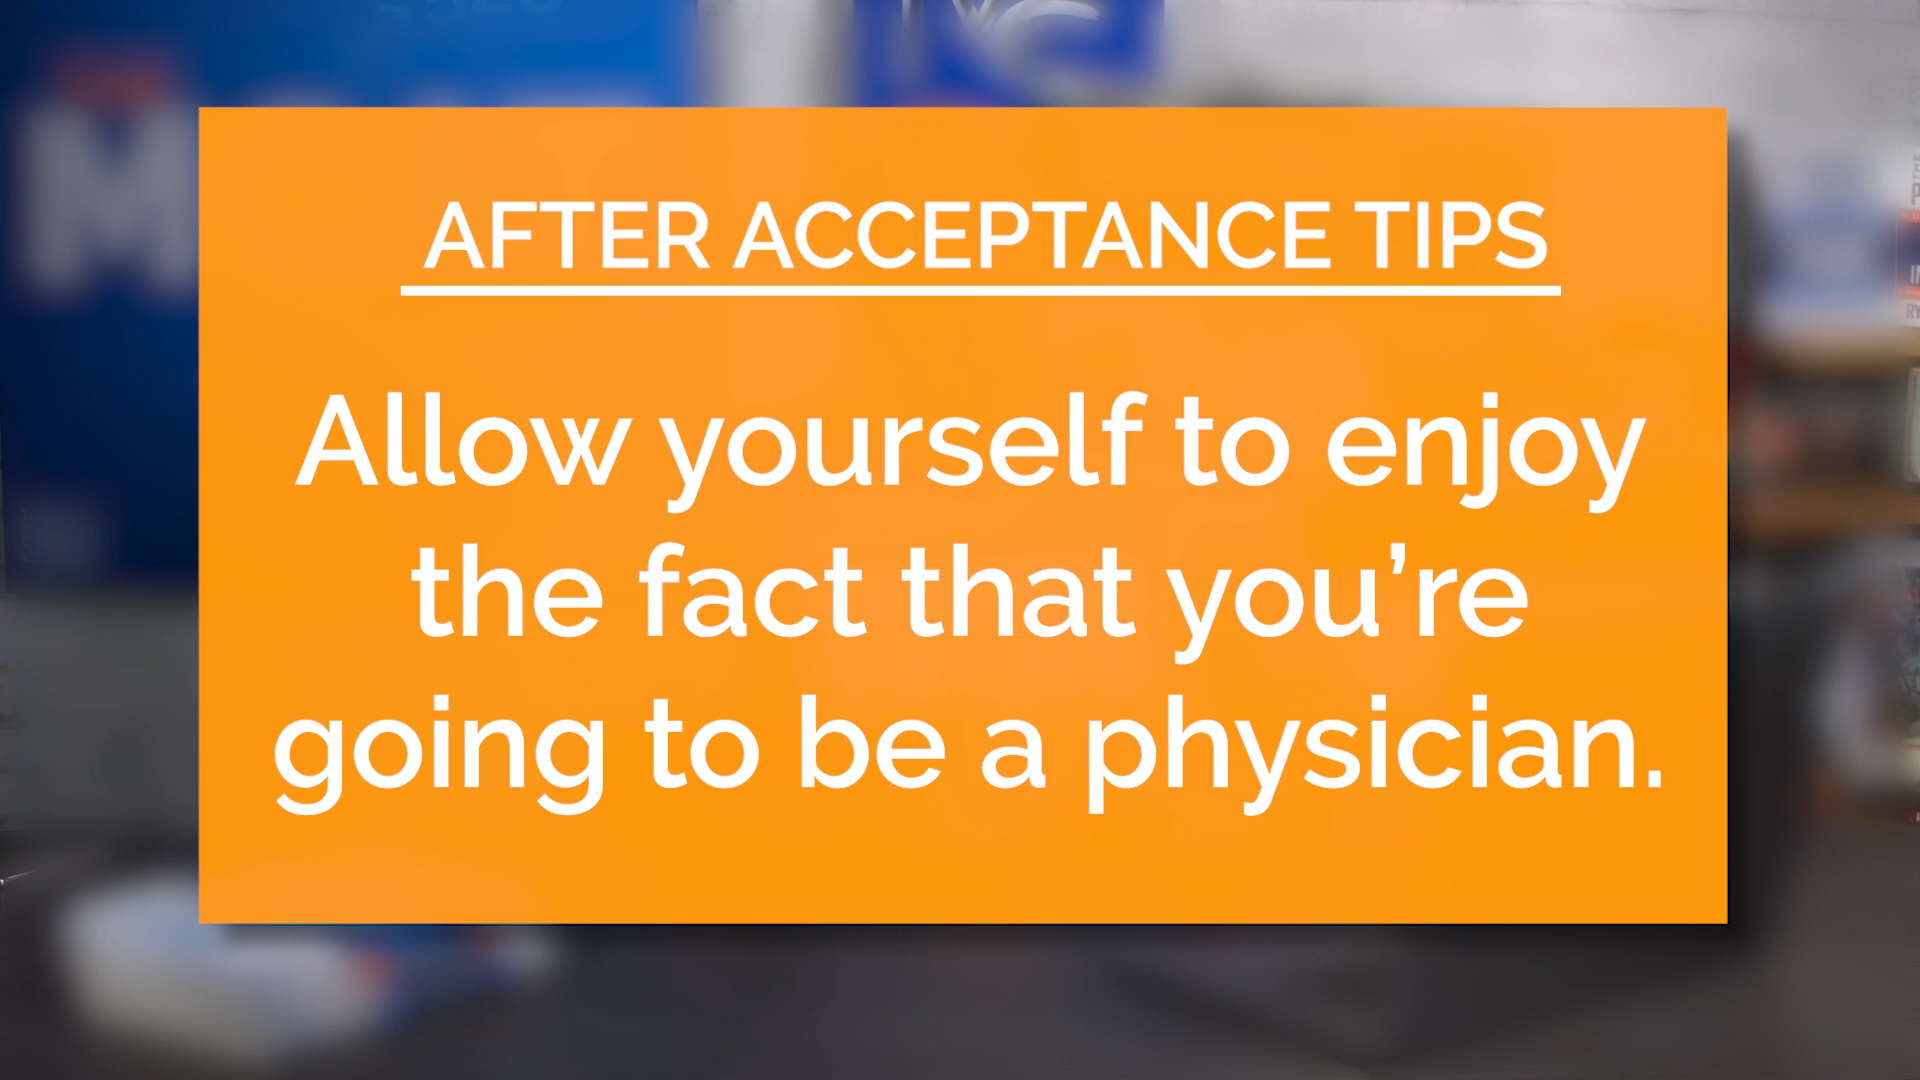 AFTER ACCEPTANCE TIPS
Allow yourself to enjoy
the fact that you’re
going to be a physician.